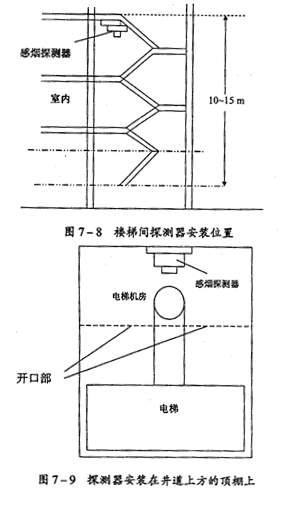 感烟探测器
室内
10~15 m
图 7-8 楼梯间探测器安装位置
感烟探测器
电梯机房
开口部
电梯
图 7-9 探测器安装在井道上方的顶棚上